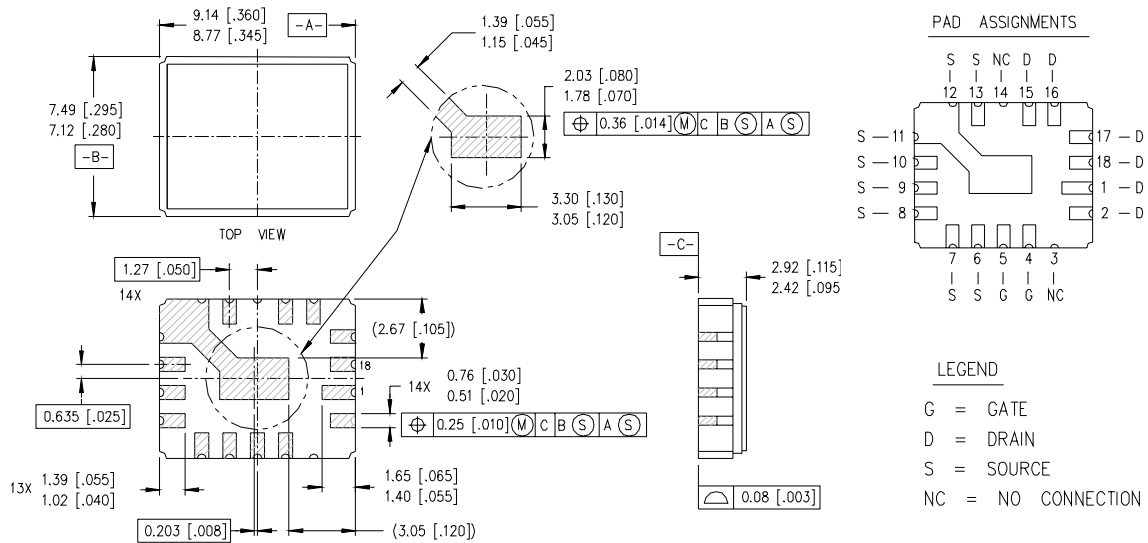 9.14 [.360]
8.77 [.345]
-A-
7.49 [.295]
7.12 [.280]
-B-
TOP VIEW
1.39 [.055]
1.15 [.045]
2.03 [.080]
1.78 [.070]
⌖ 0.36 [.014] Ⓜ C B Ⓢ A Ⓢ
3.30 [.130]
3.05 [.120]
1.27 [.050]
14X
(2.67 [.105])
18
1
0.635 [.025]
14X
0.76 [.030]
0.51 [.020]
⌖ 0.25 [.010] Ⓜ C B Ⓢ A Ⓢ
13X 1.39 [.055]
1.02 [.040]
1.65 [.065]
1.40 [.055]
0.203 [.008]
(3.05 [.120])
-C-
2.92 [.115]
2.42 [.095
⌓ 0.08 [.003]
PAD ASSIGNMENTS
S S NC D D
12 13 14 15 16
S — 11
S — 10
S — 9
S — 8
17 — D
18 — D
1 — D
2 — D
7 6 5 4 3
S S G G NC
LEGEND
G = GATE
D = DRAIN
S = SOURCE
NC = NO CONNECTION